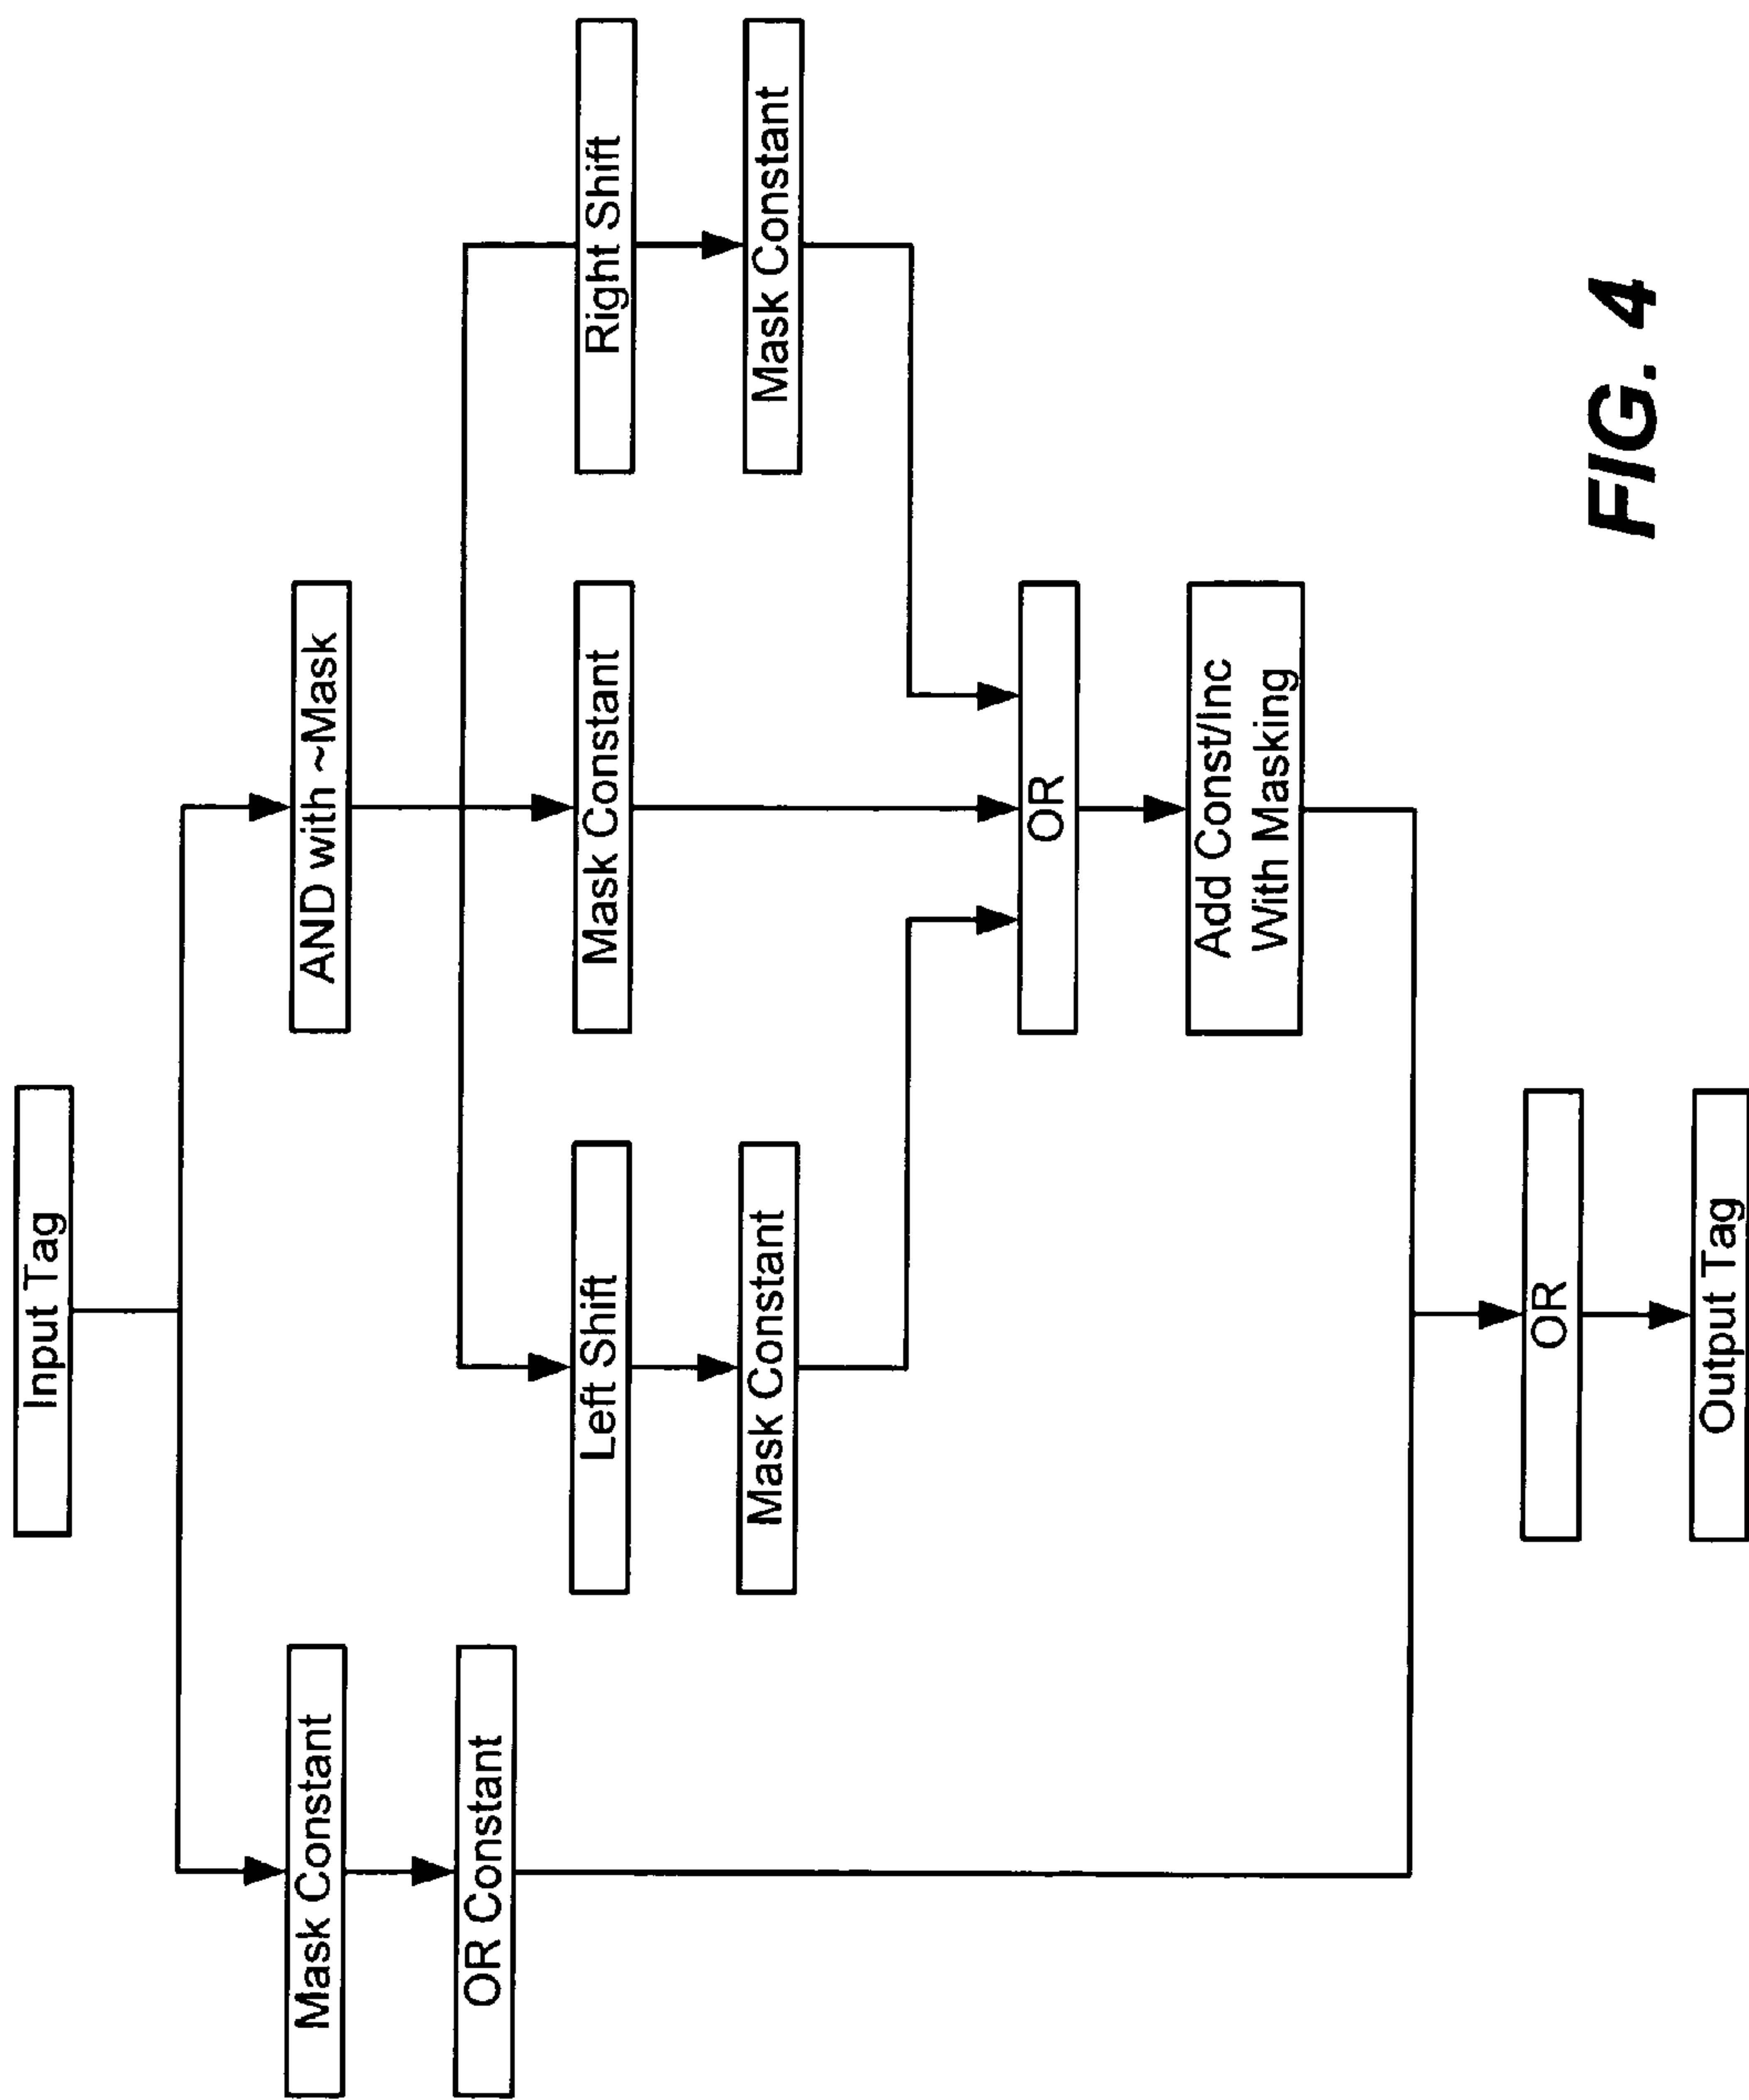 Input Tag
Mask Constant
AND with ~Mask
OR Constant
Left Shift
Mask Constant
Right Shift
Mask Constant
Mask Constant
OR
Add Const/Inc
With Masking
OR
Output Tag
FIG. 4